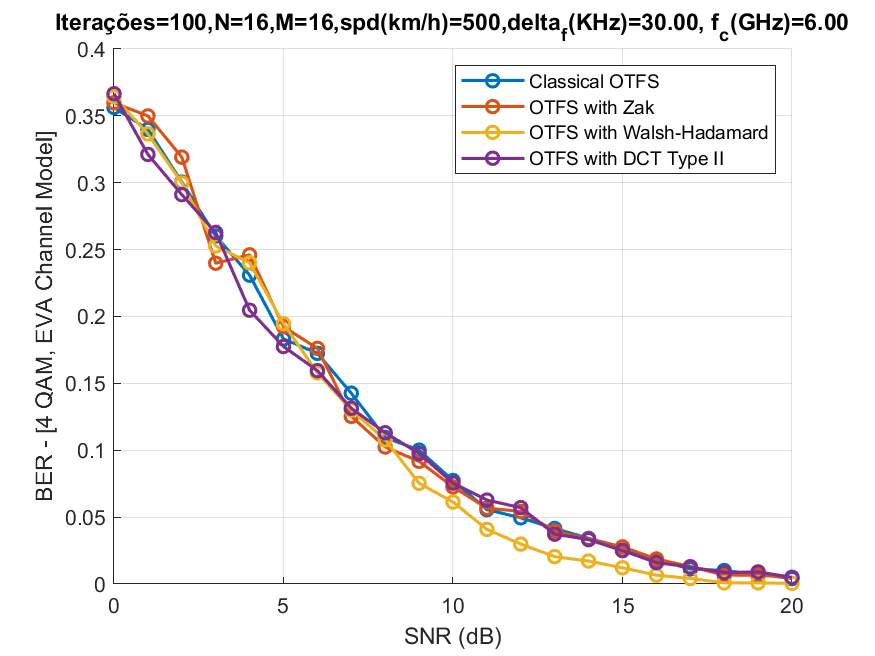 Iterações=100,N=16,M=16,spd(km/h)=500,delta_f(KHz)=30.00, f_c(GHz)=6.00
0.4
0.35
0.3
0.25
0.2
0.15
0.1
0.05
0
BER - [4 QAM, EVA Channel Model]
Classical OTFS
OTFS with Zak
OTFS with Walsh-Hadamard
OTFS with DCT Type II
0 5 10 15 20
SNR (dB)